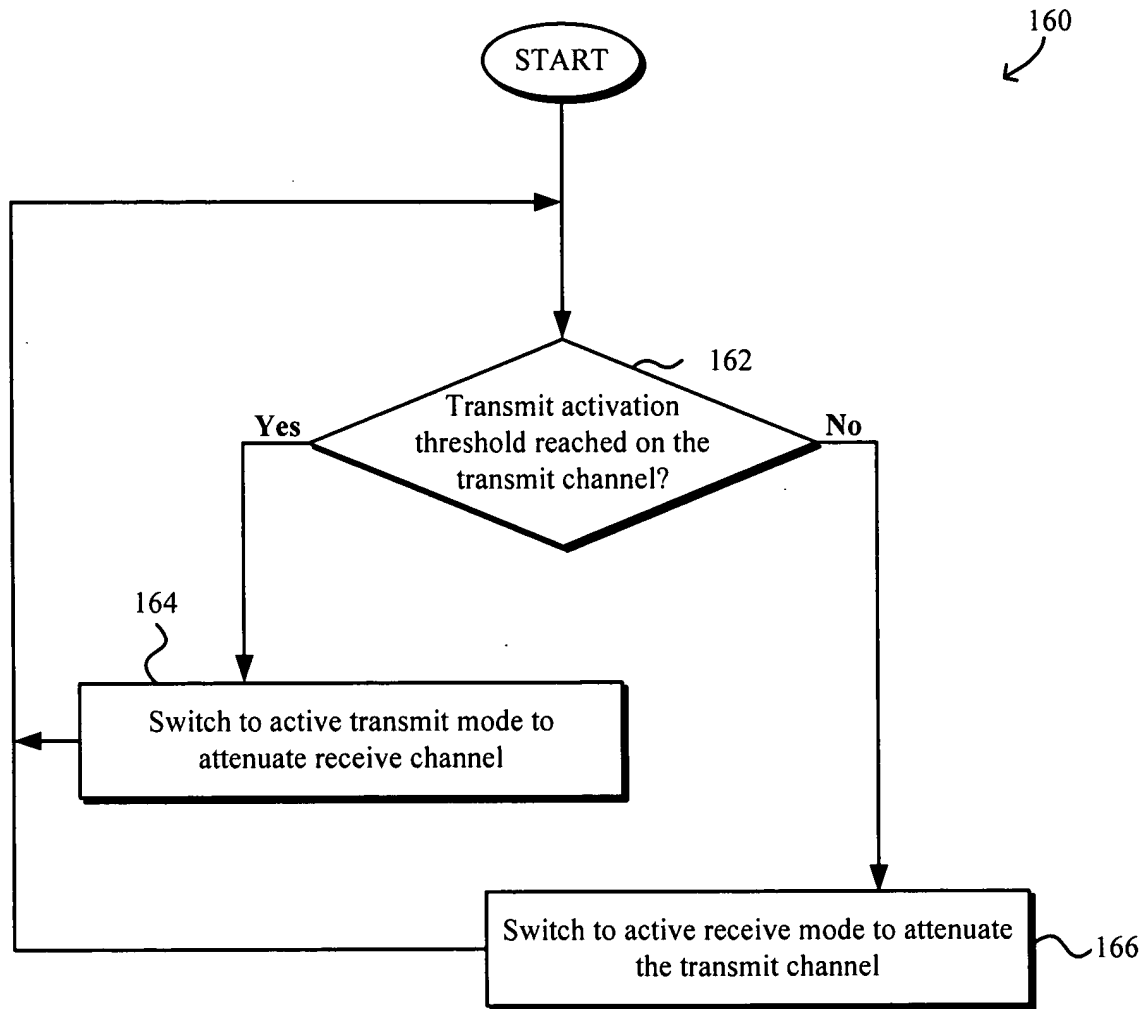 160
START
162
Transmit activation
threshold reached on the
transmit channel?
Yes
No
164
Switch to active transmit mode to
attenuate receive channel
Switch to active receive mode to attenuate
the transmit channel
166